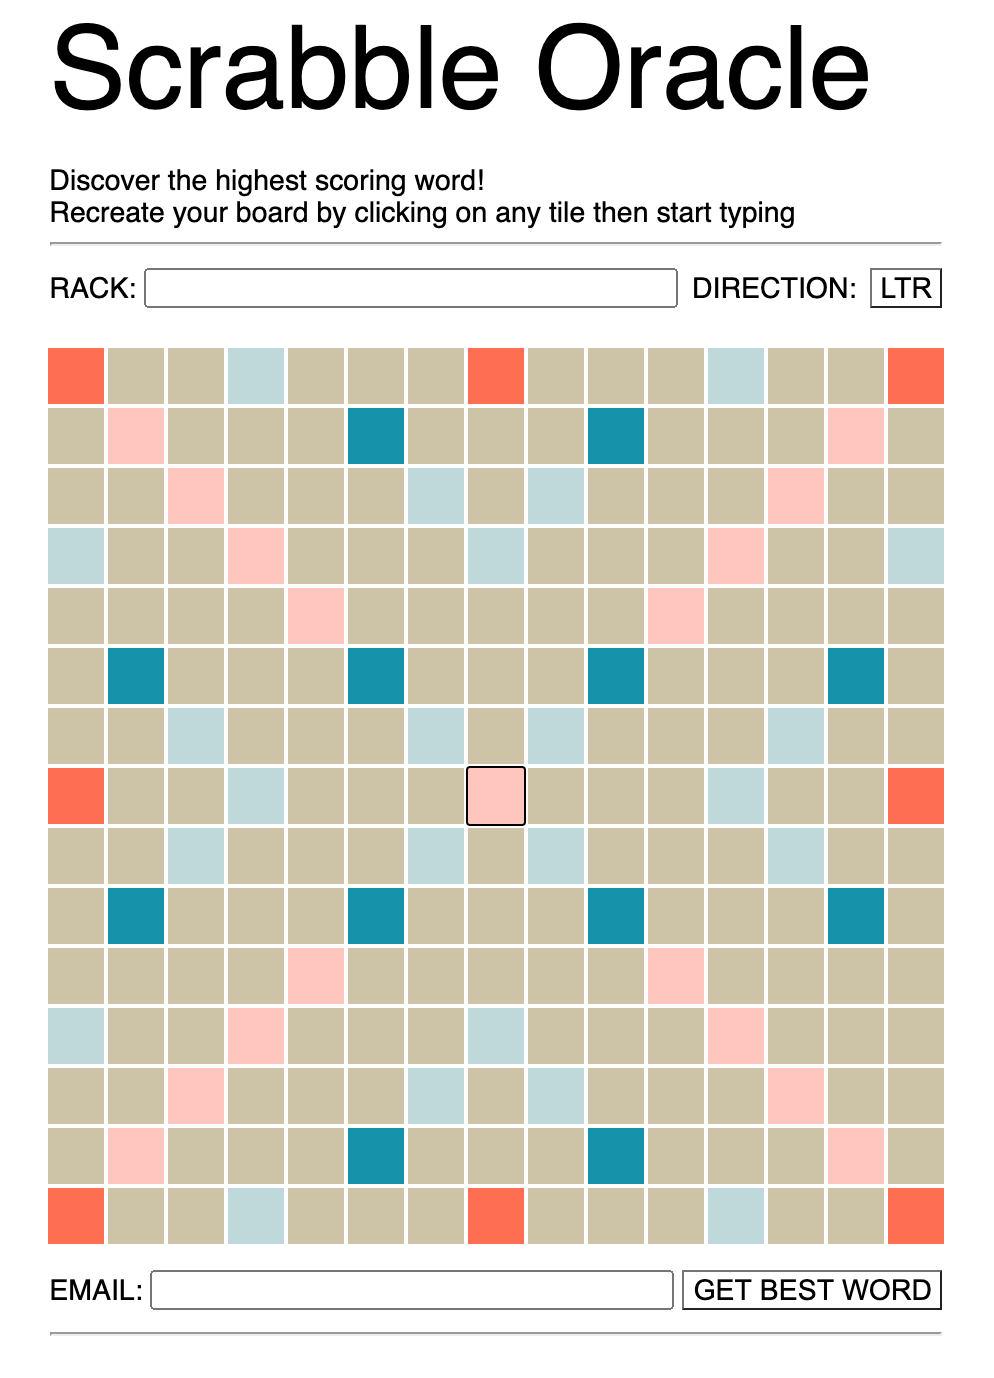 Scrabble Oracle
Discover the highest scoring word!
Recreate your board by clicking on any tile then start typing
RACK: DIRECTION: LTR
EMAIL: GET BEST WORD